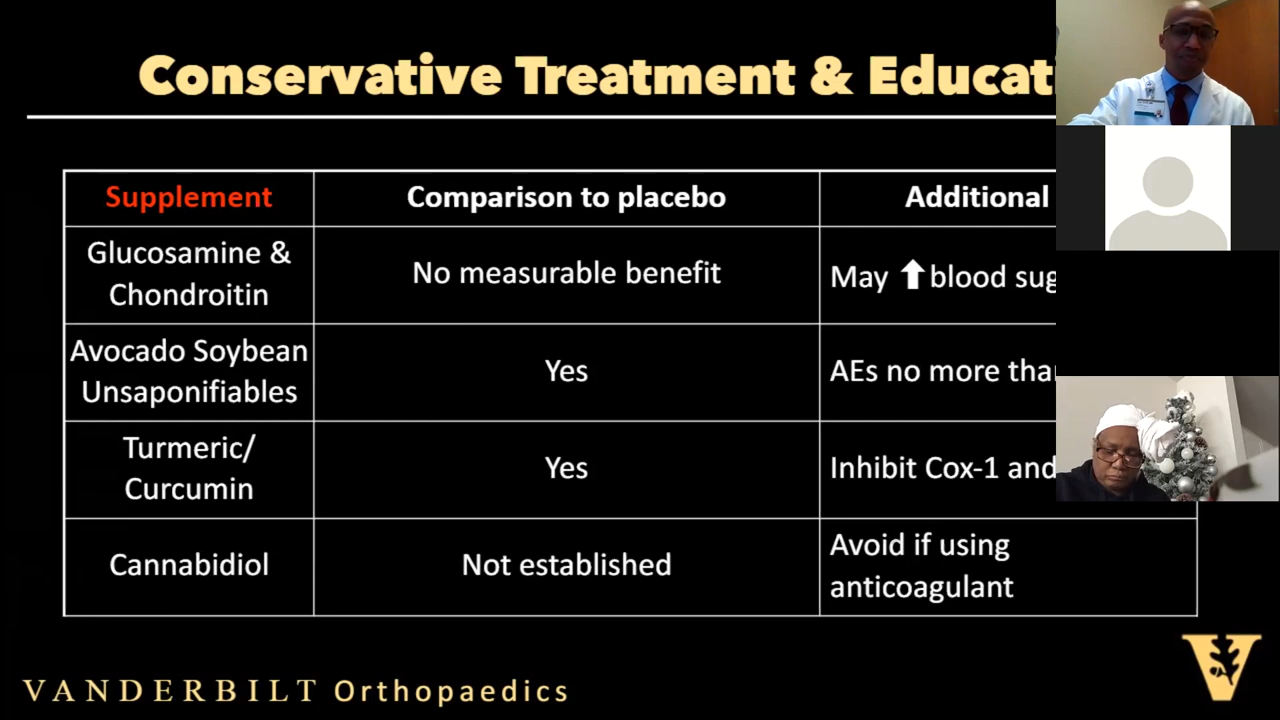 Conservative Treatment & Educati
Supplement
Comparison to placebo
Additional
Glucosamine &
Chondroitin
No measurable benefit
May ⬆ blood sug
Avocado Soybean
Unsaponifiables
Yes
AEs no more than
Turmeric/
Curcumin
Yes
Inhibit Cox-1 and
Cannabidiol
Not established
Avoid if using
anticoagulant
VANDERBILT Orthopaedics
V